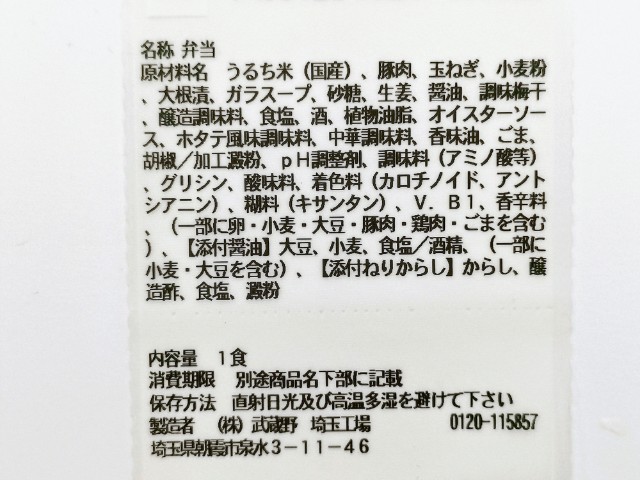 名称 弁当
原材料名 うるち米(国産)、豚肉、玉ねぎ、小麦粉
、大根漬、ガラスープ、砂糖、生姜、醤油、調味梅干
、醸造調味料、食塩、酒、植物油脂、オイスターソー
ス、ホタテ風味調味料、中華調味料、香味油、ごま、
胡椒/加工澱粉、pH調整剤、調味料(アミノ酸等)
、グリシン、酸味料、着色料(カロチノイド、アント
シアニン)、糊料(キサンタン)、V.B1、香辛料
、(一部に卵・小麦・大豆・豚肉・鶏肉・ごまを含む
)、【添付醤油】大豆、小麦、食塩/酒精、(一部に
小麦・大豆を含む)、【添付ねりからし】からし、醸
造酢、食塩、澱粉
内容量 1食
消費期限 別途商品名下部に記載
保存方法 直射日光及び高温多湿を避けて下さい
製造者 (株)武蔵野 埼玉工場 0120-115857
埼玉県朝霞市泉水3-11-46